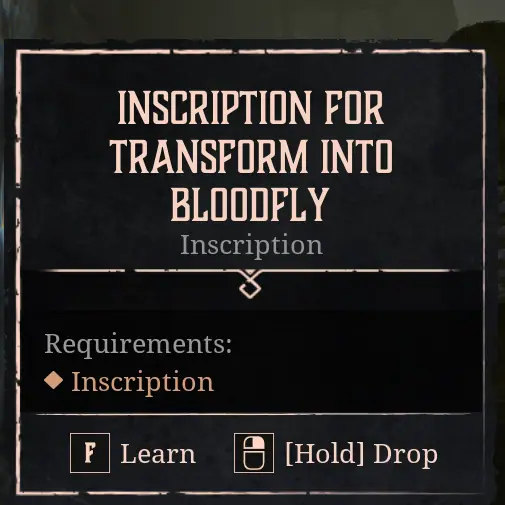 INSCRIPTION FOR
TRANSFORM INTO
BLOODFLY
Inscription
Requirements:
Inscription
F Learn [Hold] Drop